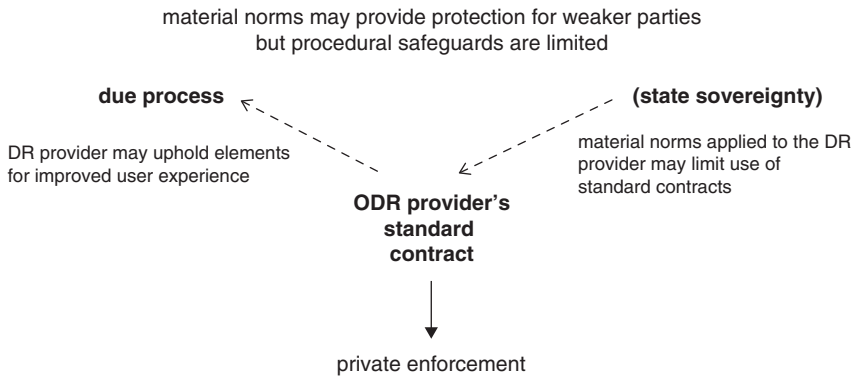 material norms may provide protection for weaker parties
but procedural safeguards are limited
due process
(state sovereignty)
DR provider may uphold elements
for improved user experience
material norms applied to the DR
provider may limit use of
standard contracts
ODR provider’s
standard
contract
private enforcement